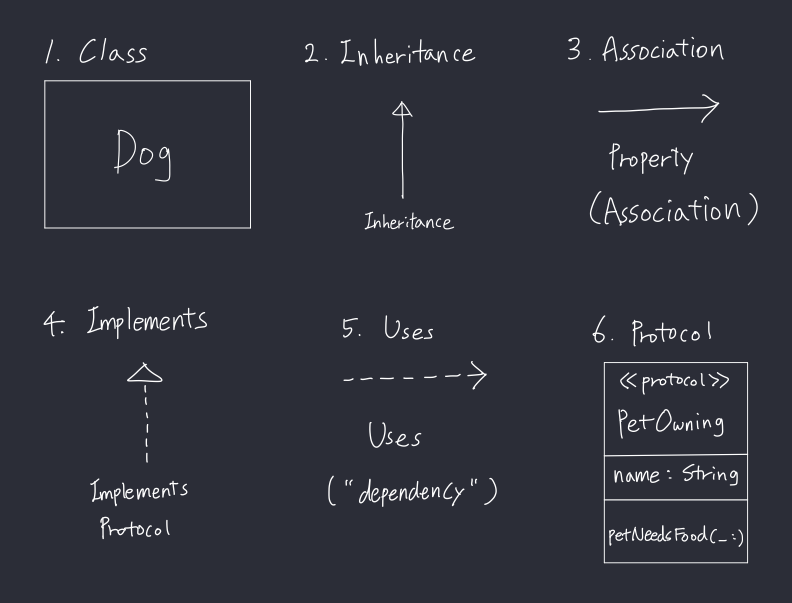 1. Class
Dog
2. Inheritance
Inheritance
3. Association
Property
(Association)
4. Implements
Implements
Protocol
5. Uses
Uses
("dependency")
6. Protocol
<<protocol>>
PetOwning
name: String
petNeedsFood(_:)